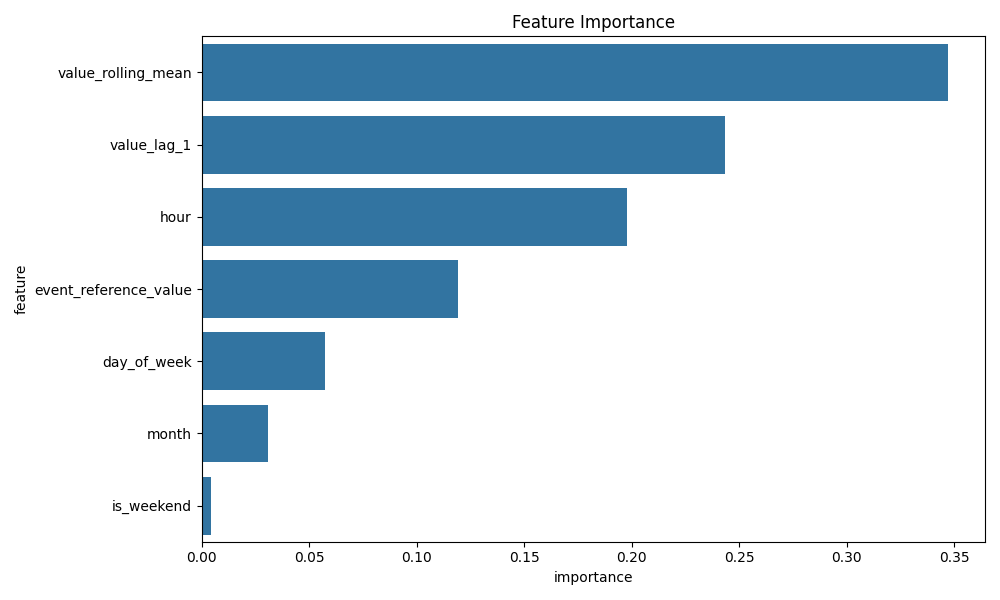 Feature Importance
value_rolling_mean
value_lag_1
hour
event_reference_value
day_of_week
month
is_weekend
feature
0.00 0.05 0.10 0.15 0.20 0.25 0.30 0.35
importance